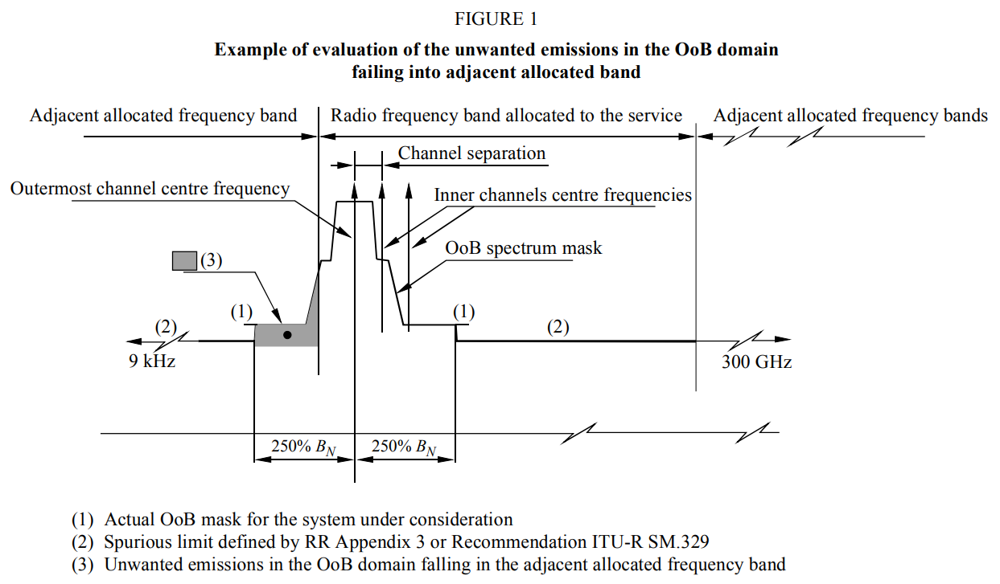 FIGURE 1
Example of evaluation of the unwanted emissions in the OoB domain
failing into adjacent allocated band
Adjacent allocated frequency band
Radio frequency band allocated to the service
Adjacent allocated frequency bands
Channel separation
Outermost channel centre frequency
Inner channels centre frequencies
OoB spectrum mask
(3)
(1)
(1)
(2)
(2)
9 kHz
300 GHz
250% B_N
250% B_N
(1) Actual OoB mask for the system under consideration
(2) Spurious limit defined by RR Appendix 3 or Recommendation ITU-R SM.329
(3) Unwanted emissions in the OoB domain falling in the adjacent allocated frequency band